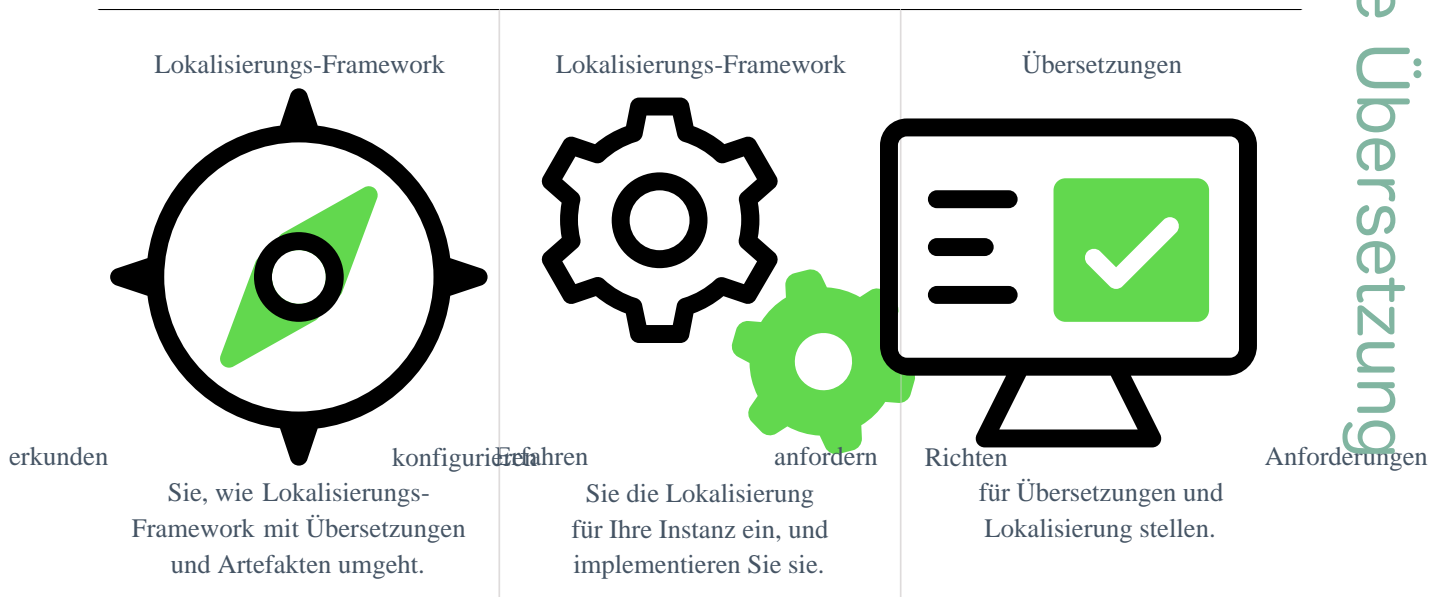 Lokalisierungs-Framework
erkunden
konfigurieren
Sie, wie Lokalisierungs-
Framework mit Übersetzungen
und Artefakten umgeht.
Lokalisierungs-Framework
Erfahren
anfordern
Sie die Lokalisierung
für Ihre Instanz ein, und
implementieren Sie sie.
Übersetzungen
Richten
Anforderungen
für Übersetzungen und
Lokalisierung stellen.
e Übersetzung